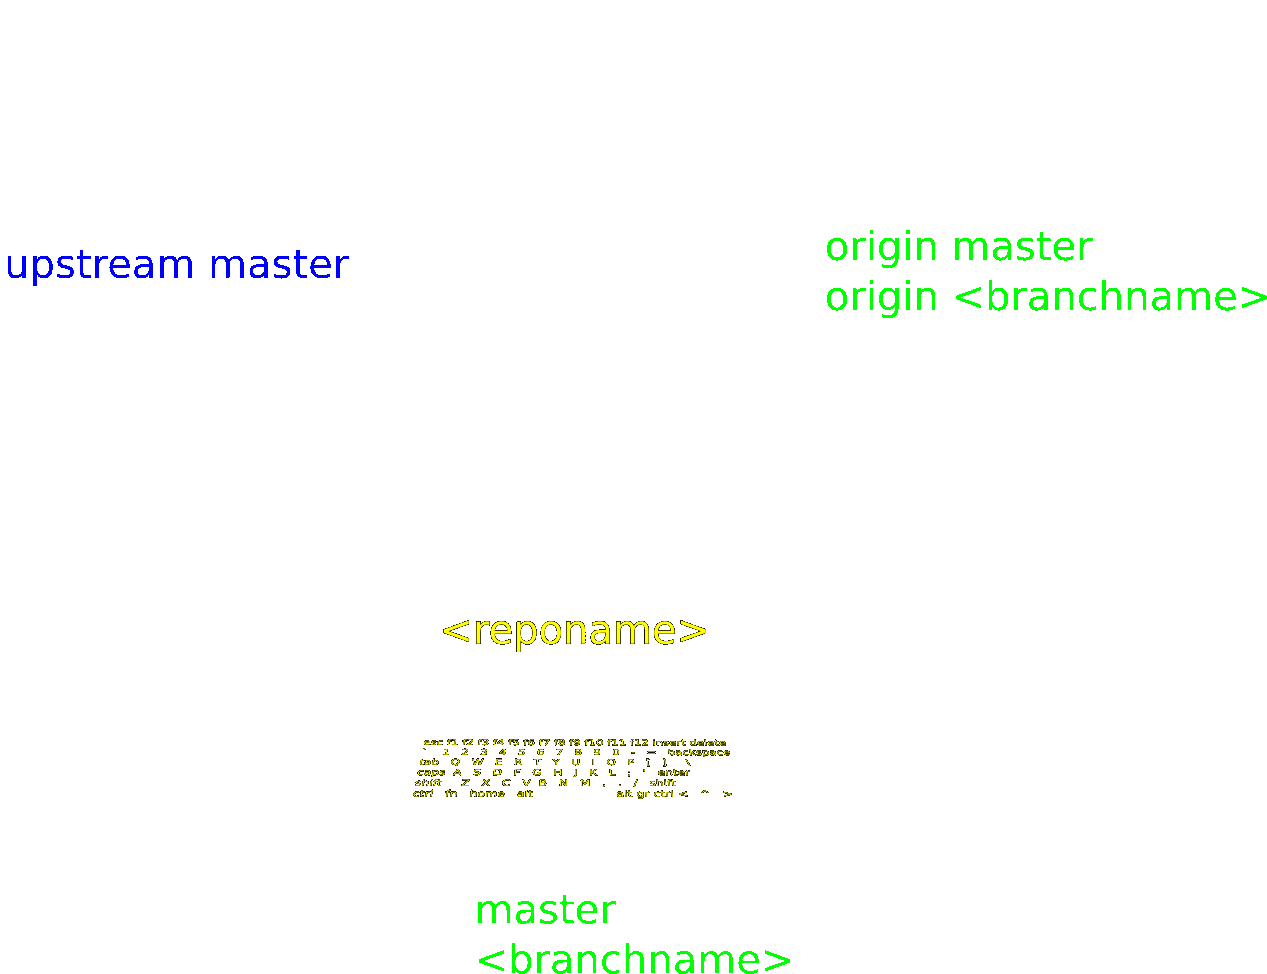 upstream master
origin master
origin <branchname>
<reponame>
esc f1 f2 f3 f4 f5 f6 f7 f8 f9 f10 f11 f12 insert delete
` 1 2 3 4 5 6 7 8 9 0 - = backspace
tab Q W E R T Y U I O P [ ] \
caps A S D F G H J K L ; ' enter
shift Z X C V B N M , . / shift
ctrl fn home alt alt gr ctrl < ^ >
master
<branchname>